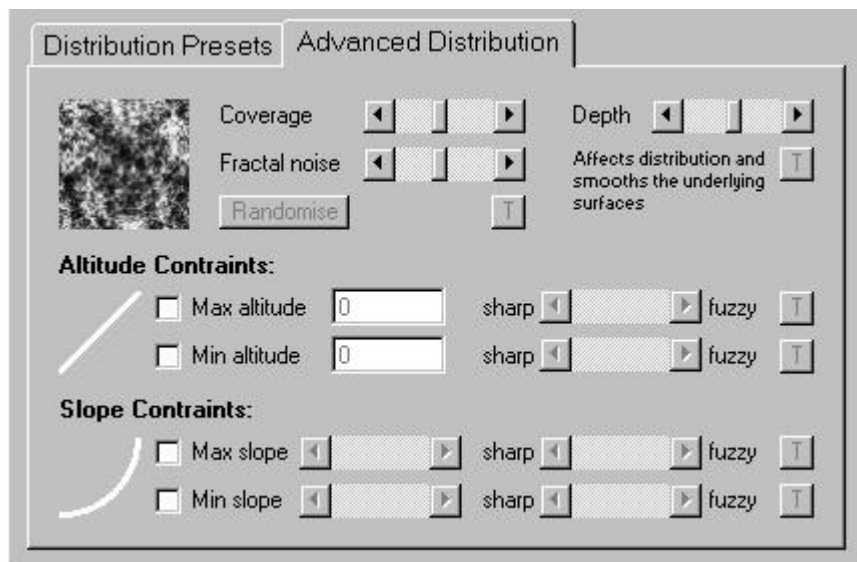 Distribution Presets Advanced Distribution
Coverage Depth
Fractal noise Affects distribution and T
smooths the underlying
surfaces
Randomise T
Altitude Contraints:
Max altitude 0 sharp fuzzy T
Min altitude 0 sharp fuzzy T
Slope Contraints:
Max slope sharp fuzzy T
Min slope sharp fuzzy T